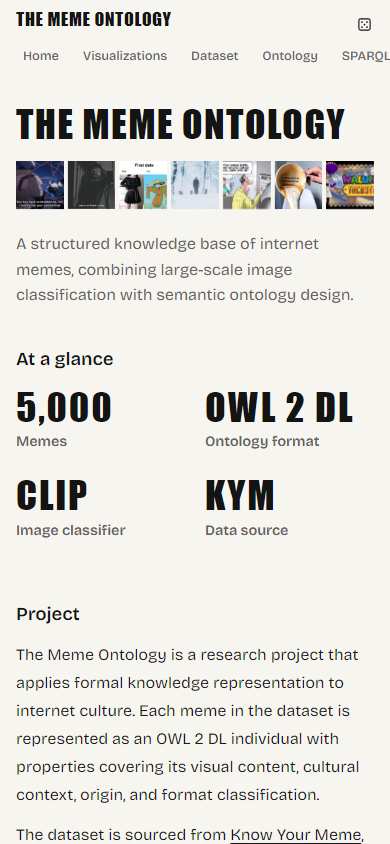 THE MEME ONTOLOGY
Home Visualizations Dataset Ontology SPARQL
THE MEME ONTOLOGY
First date
A structured knowledge base of internet
memes, combining large-scale image
classification with semantic ontology design.
At a glance
5,000 OWL 2 DL
Memes Ontology format
CLIP KYM
Image classifier Data source
Project
The Meme Ontology is a research project that
applies formal knowledge representation to
internet culture. Each meme in the dataset is
represented as an OWL 2 DL individual with
properties covering its visual content, cultural
context, origin, and format classification.
The dataset is sourced from Know Your Meme,